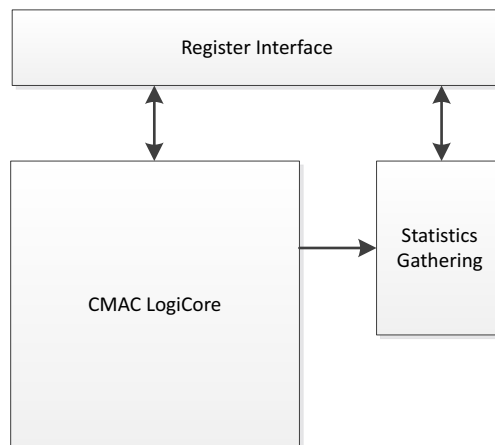 Register Interface
Statistics
Gathering
CMAC LogiCore